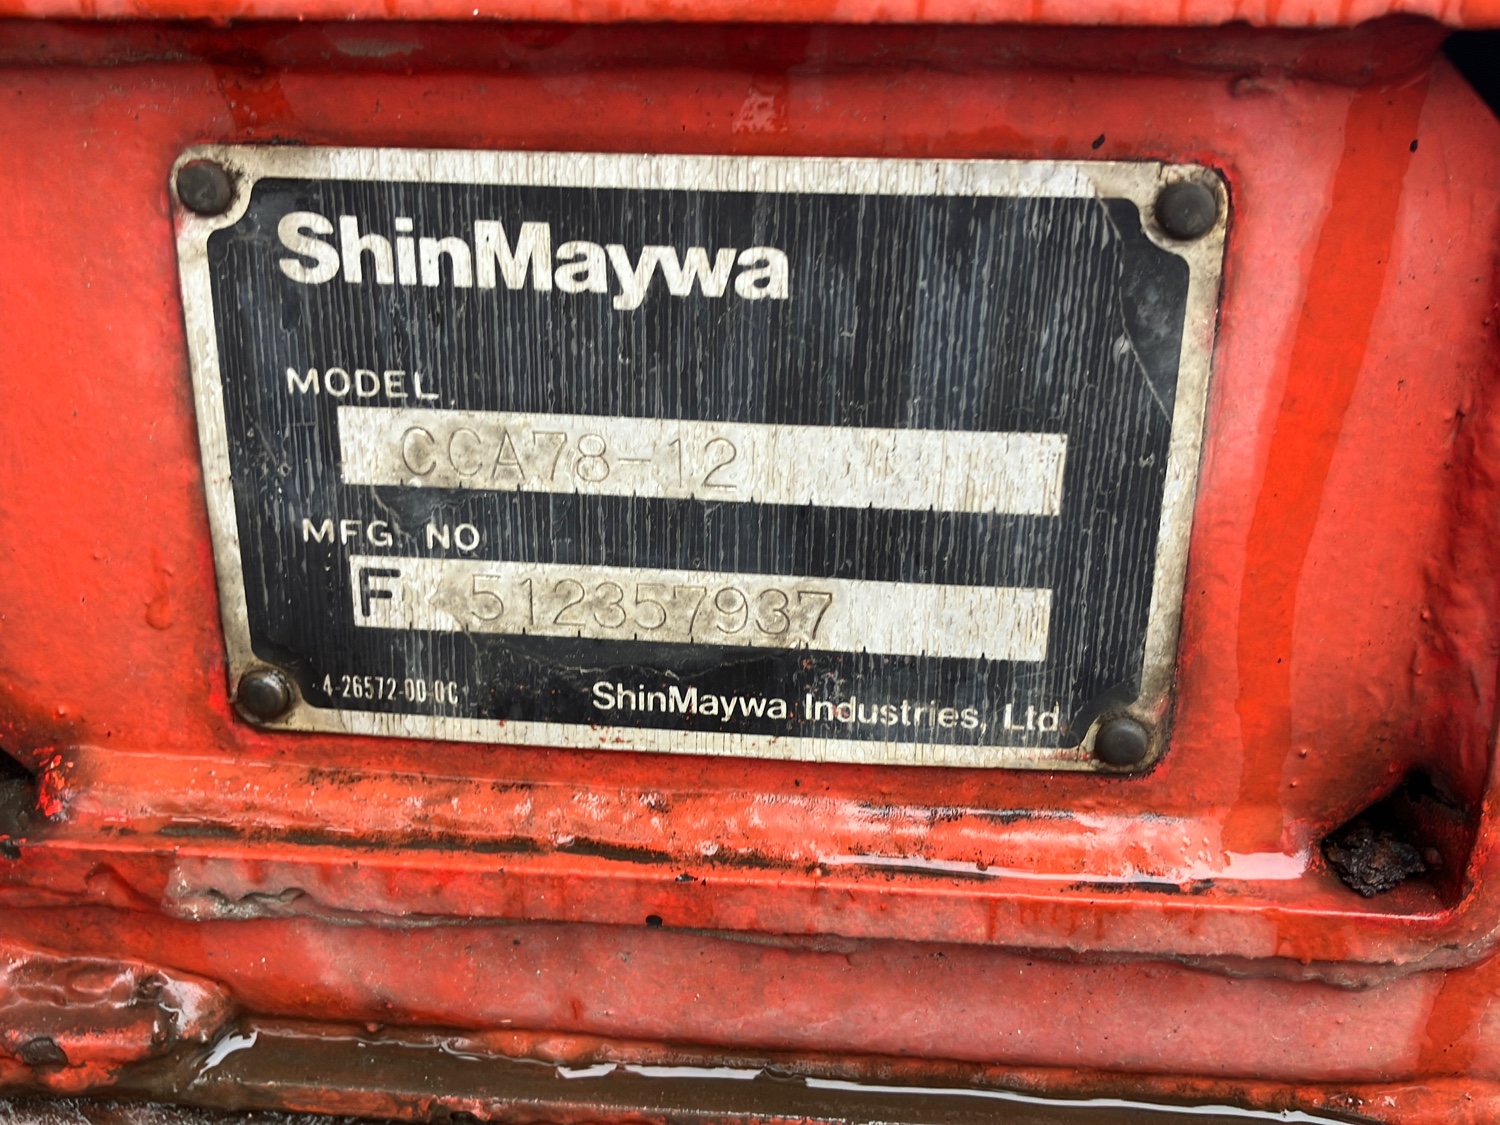 ShinMaywa
MODEL
CCA78-12
MFG. NO
F 512357937
4-26572-00-0C
ShinMaywa Industries, Ltd.